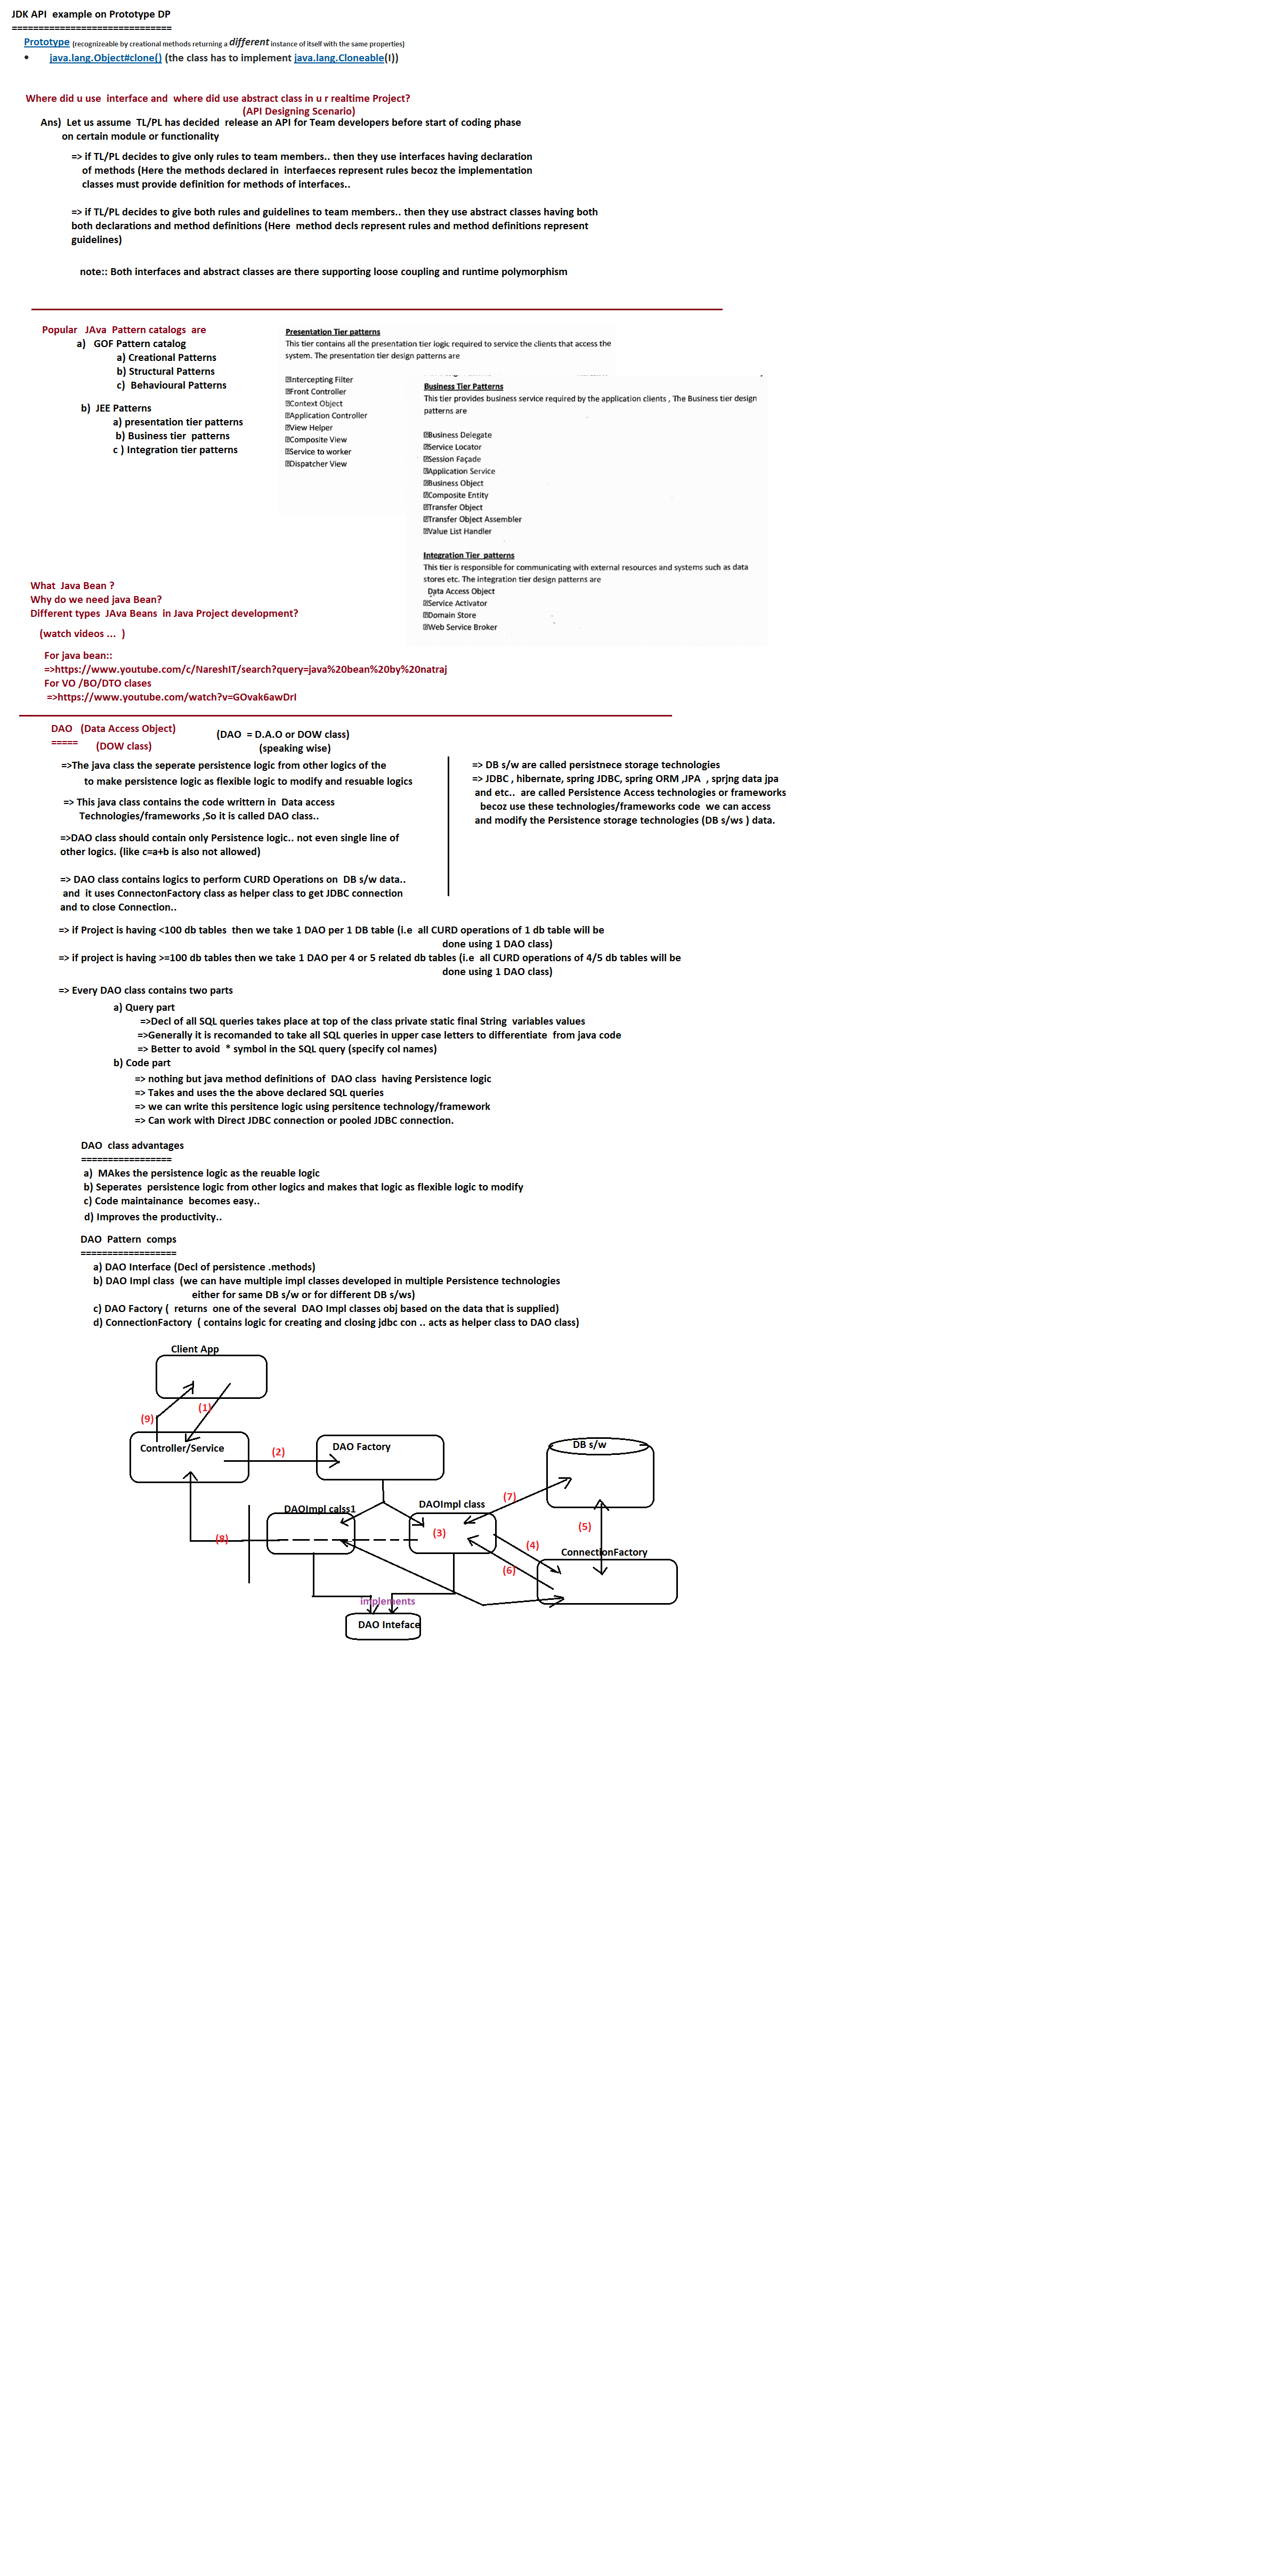 JDK API  example on Prototype DP
==============================
Prototype (recognizeable by creational methods returning a different instance of itself with the same properties)
• java.lang.Object#clone() (the class has to implement java.lang.Cloneable(I))
Where did u use  interface and  where did use abstract class in u r realtime Project?
(API Designing Scenario)
Ans)  Let us assume  TL/PL has decided  release an API for Team developers before start of coding phase
on certain module or functionality
=> if TL/PL decides to give only rules to team members.. then they use interfaces having declaration
of methods (Here the methods declared in  interfaeces represent rules becoz the implementation
classes must provide definition for methods of interfaces..
=> if TL/PL decides to give both rules and guidelines to team members.. then they use abstract classes having both
both declarations and method definitions (Here  method decls represent rules and method definitions represent
guidelines)
note:: Both interfaces and abstract classes are there supporting loose coupling and runtime polymorphism
Popular   JAva  Pattern catalogs  are
a)   GOF Pattern catalog
a) Creational Patterns
b) Structural Patterns
c)  Behavioural Patterns
b)  JEE Patterns
a) presentation tier patterns
b) Business tier  patterns
c ) Integration tier patterns
Presentation Tier patterns
This tier contains all the presentation tier logic required to service the clients that access the
system. The presentation tier design patterns are
Intercepting Filter
Front Controller
Context Object
Application Controller
View Helper
Composite View
Service to worker
Dispatcher View
Business Tier Patterns
This tier provides business service required by the application clients , The Business tier design
patterns are
Business Delegate
Service Locator
Session Façade
Application Service
Business Object
Composite Entity
Transfer Object
Transfer Object Assembler
Value List Handler
Integration Tier  patterns
This tier is responsible for communicating with external resources and systems such as data
stores etc. The integration tier design patterns are
Data Access Object
Service Activator
Domain Store
Web Service Broker
What  Java Bean ?
Why do we need java Bean?
Different types  JAva Beans  in Java Project development?
(watch videos ...  )
For java bean::
=>https://www.youtube.com/c/NareshIT/search?query=java%20bean%20by%20natraj
For VO /BO/DTO clases
=>https://www.youtube.com/watch?v=GOvak6awDrI
DAO   (Data Access Object)
=====
(DOW class)
(DAO  = D.A.O or DOW class)
(speaking wise)
=>The java class the seperate persistence logic from other logics of the
to make persistence logic as flexible logic to modify and resuable logics
=> This java class contains the code writtern in  Data access
Technologies/frameworks ,So it is called DAO class..
=>DAO class should contain only Persistence logic.. not even single line of
other logics. (like c=a+b is also not allowed)
=> DAO class contains logics to perform CURD Operations on  DB s/w data..
and  it uses ConnectonFactory class as helper class to get JDBC connection
and to close Connection..
=> DB s/w are called persistnece storage technologies
=> JDBC , hibernate, spring JDBC, spring ORM ,JPA  , sprjng data jpa
and etc..  are called Persistence Access technologies or frameworks
becoz use these technologies/frameworks code  we can access
and modify the Persistence storage technologies (DB s/ws ) data.
=> if Project is having <100 db tables  then we take 1 DAO per 1 DB table (i.e  all CURD operations of 1 db table will be
done using 1 DAO class)
=> if project is having >=100 db tables then we take 1 DAO per 4 or 5 related db tables (i.e  all CURD operations of 4/5 db tables will be
done using 1 DAO class)
=> Every DAO class contains two parts
a) Query part
=>Decl of all SQL queries takes place at top of the class private static final String  variables values
=>Generally it is recomanded to take all SQL queries in upper case letters to differentiate  from java code
=> Better to avoid  * symbol in the SQL query (specify col names)
b) Code part
=> nothing but java method definitions of  DAO class  having Persistence logic
=> Takes and uses the the above declared SQL queries
=> we can write this persitence logic using persitence technology/framework
=> Can work with Direct JDBC connection or pooled JDBC connection.
DAO  class advantages
=================
a)  MAkes the persistence logic as the reuable logic
b) Seperates  persistence logic from other logics and makes that logic as flexible logic to modify
c) Code maintainance  becomes easy..
d) Improves the productivity..
DAO  Pattern  comps
==================
a) DAO Interface (Decl of persistence .methods)
b) DAO Impl class  (we can have multiple impl classes developed in multiple Persistence technologies
either for same DB s/w or for different DB s/ws)
c) DAO Factory (  returns  one of the several  DAO Impl classes obj based on the data that is supplied)
d) ConnectionFactory  ( contains logic for creating and closing jdbc con .. acts as helper class to DAO class)
Client App
(1)
(9)
Controller/Service
(2)
DAO Factory
DB s/w
(7)
DAOImpl calss1
DAOImpl class
(3)
(5)
(8)
(4)
ConnectionFactory
(6)
implements
DAO Inteface